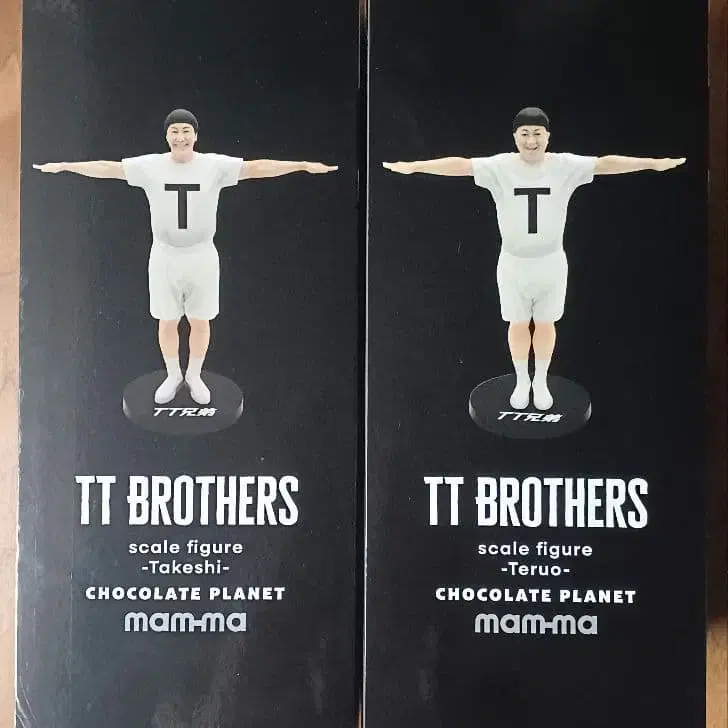 T
TT兄弟
TT BROTHERS
scale figure
-Takeshi-
CHOCOLATE PLANET
mam-ma
T
TT兄弟
TT BROTHERS
scale figure
-Teruo-
CHOCOLATE PLANET
mam-ma